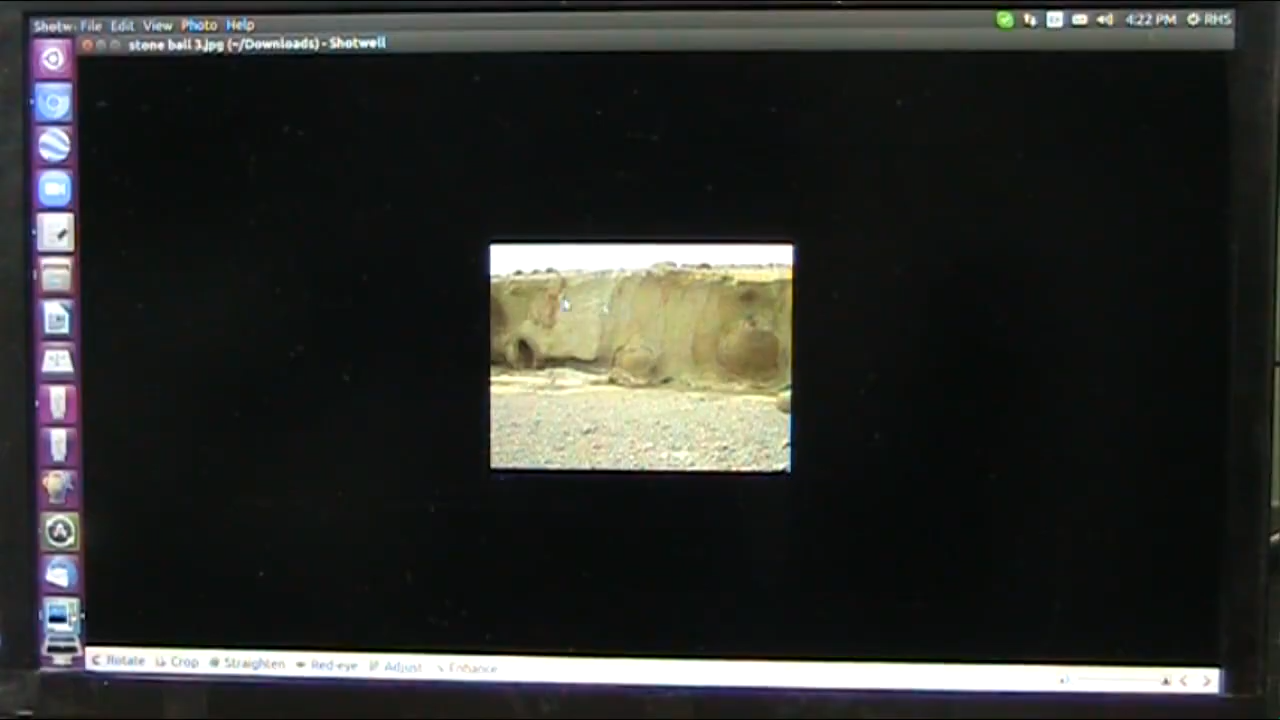 Shotw File Edit View Photo Help 4:22 PM RHS
stone ball 3.jpg (~/Downloads) - Shotwell
Rotate Crop Straighten Red-eye Adjust Enhance